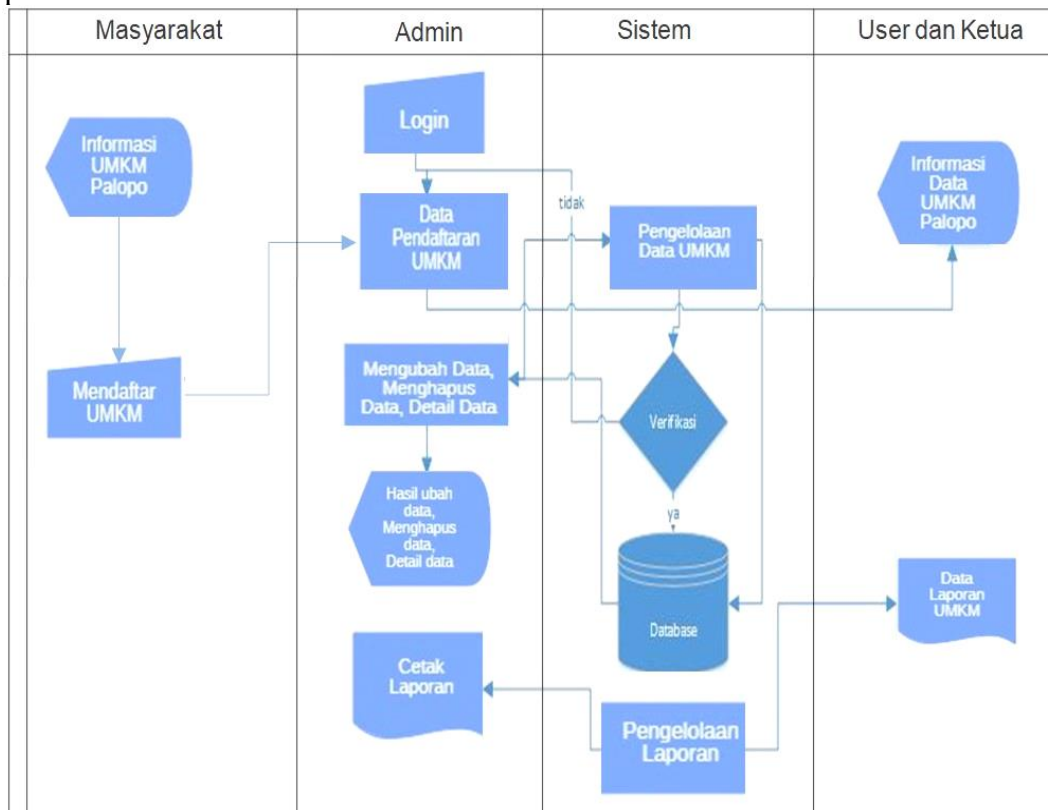 Masyarakat
Admin
Sistem
User dan Ketua
Informasi
UMKM
Palopo
Mendaftar
UMKM
Login
Data
Pendaftaran
UMKM
Mengubah Data,
Menghapus
Data, Detail Data
Hasil ubah
data,
Menghapus
data,
Detail data
Cetak
Laporan
tidak
Pengelolaan
Data UMKM
Verifikasi
ya
Database
Pengelolaan
Laporan
Informasi
Data
UMKM
Palopo
Data
Laporan
UMKM